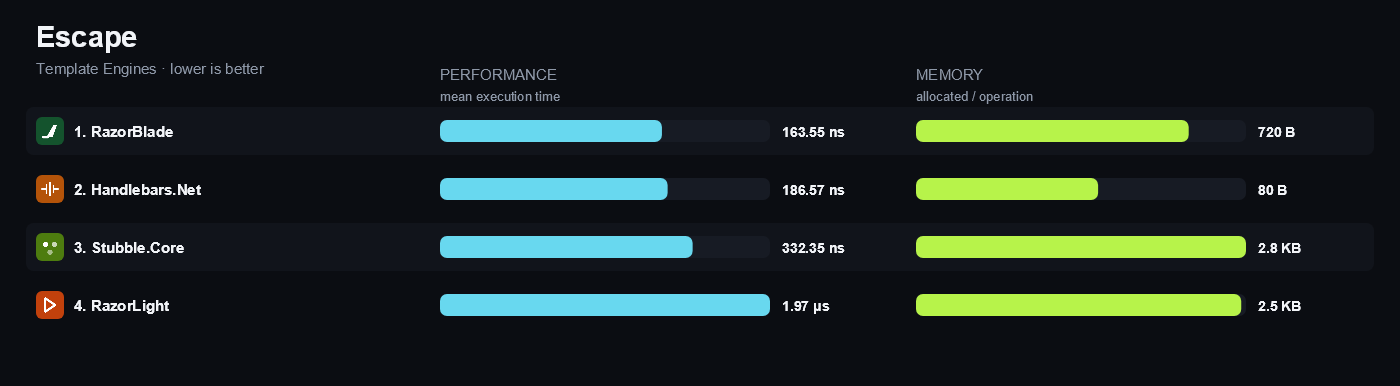 Escape
Template Engines · lower is better
PERFORMANCE
mean execution time
MEMORY
allocated / operation
1. RazorBlade
163.55 ns
720 B
2. Handlebars.Net
186.57 ns
80 B
3. Stubble.Core
332.35 ns
2.8 KB
4. RazorLight
1.97 µs
2.5 KB